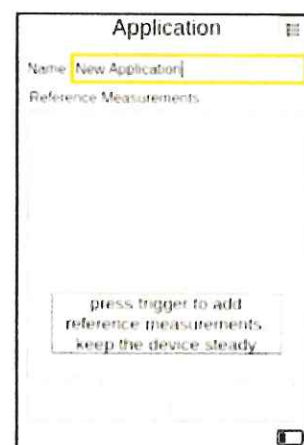 Application
Name New Application
Reference Measurements
press trigger to add
reference measurements
keep the device steady